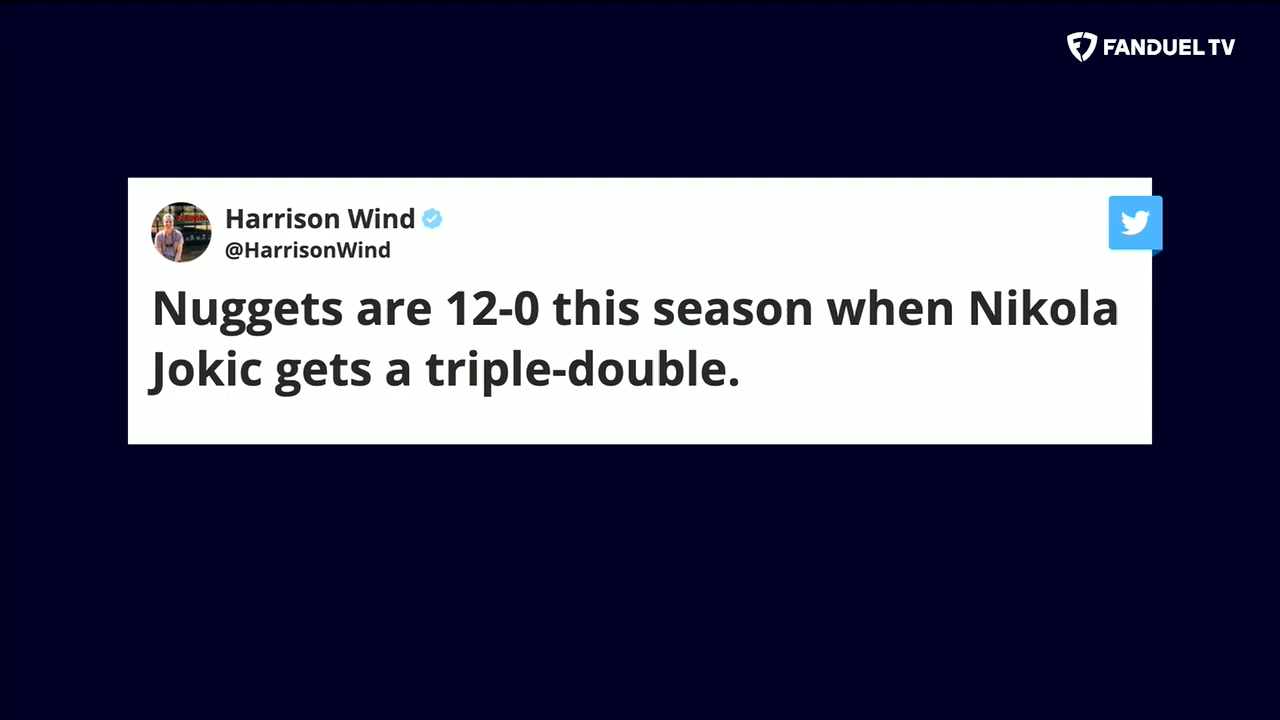 FANDUEL TV
Harrison Wind
@HarrisonWind
Nuggets are 12-0 this season when Nikola
Jokic gets a triple-double.